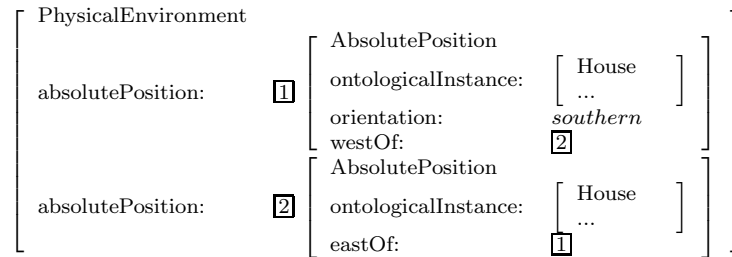 PhysicalEnvironment
AbsolutePosition
absolutePosition: 1 ontologicalInstance: House
...
orientation: southern
westOf: 2
AbsolutePosition
absolutePosition: 2 ontologicalInstance: House
...
eastOf: 1